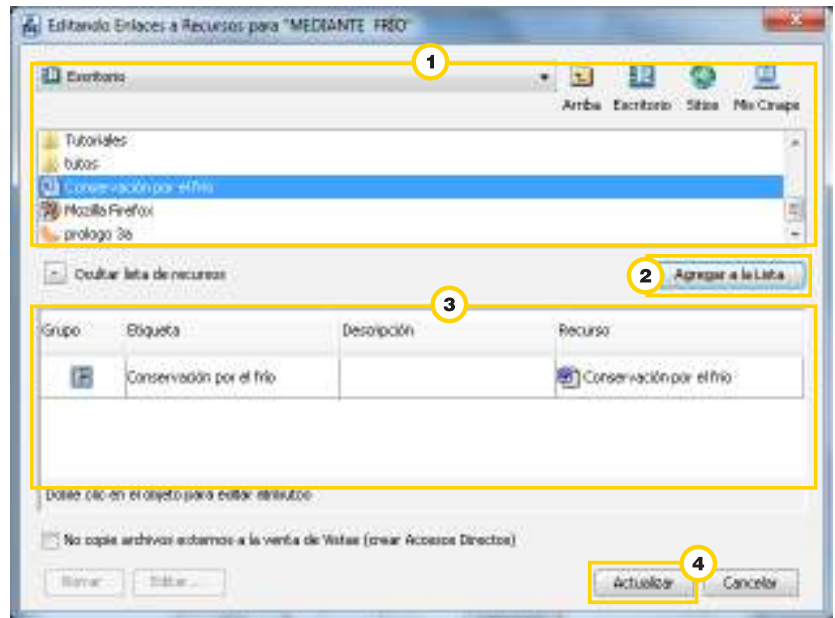 Editando Enlaces a Recursos para "MEDIANTE FRÍO"
1
Escritorio
Arriba Escritorio Sitios Mis Cmaps
Tutoriales
tutos
Conservación por el frío
Mozilla Firefox
prologo 3a
Ocultar lista de recursos
2
Agregar a la Lista
3
Grupo Etiqueta Descripción Recurso
Conservación por el frío Conservación por el frío
Doble clic en el objeto para editar atributos
No copie archivos externos a la venta de Vistas (crear Accesos Directos)
4
Borrar Editar... Actualizar Cancelar